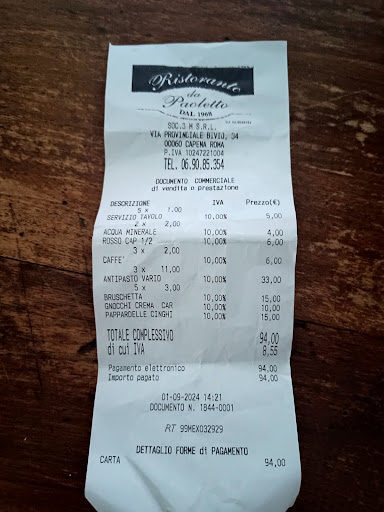 Ristorante
da
Paoletto
DAL 1968
SOC.3 M S.R.L.
VIA PROVINCIALE BIVIO, 34
00060 CAPENA ROMA
P.IVA 10247221004
TEL. 06.90.85.354
DOCUMENTO COMMERCIALE
di vendita o prestazione
DESCRIZIONE IVA Prezzo(€)
5 x 1,00
SERVIZIO TAVOLO 10,00% 5,00
2 x 2,00
ACQUA MINERALE 10,00% 4,00
ROSSO CAP 1/2 10,00% 6,00
3 x 2,00
CAFFE' 10,00% 6,00
3 x 11,00
ANTIPASTO VARIO 10,00% 33,00
5 x 3,00
BRUSCHETTA 10,00% 15,00
GNOCCHI CREMA CAR 10,00% 10,00
PAPPARDELLE CINGHI 10,00% 15,00
TOTALE COMPLESSIVO 94,00
di cui IVA 8,55
Pagamento elettronico 94,00
Importo pagato 94,00
01-09-2024 14:21
DOCUMENTO N. 1844-0001
RT 99MEX032929
DETTAGLIO FORME di PAGAMENTO
CARTA 94,00